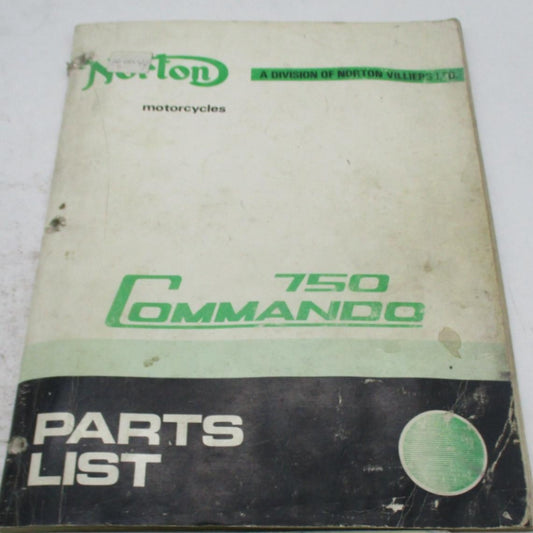 Norton
A DIVISION OF NORTON VILLIERS LTD.
motorcycles
750
COMMANDO
PARTS
LIST